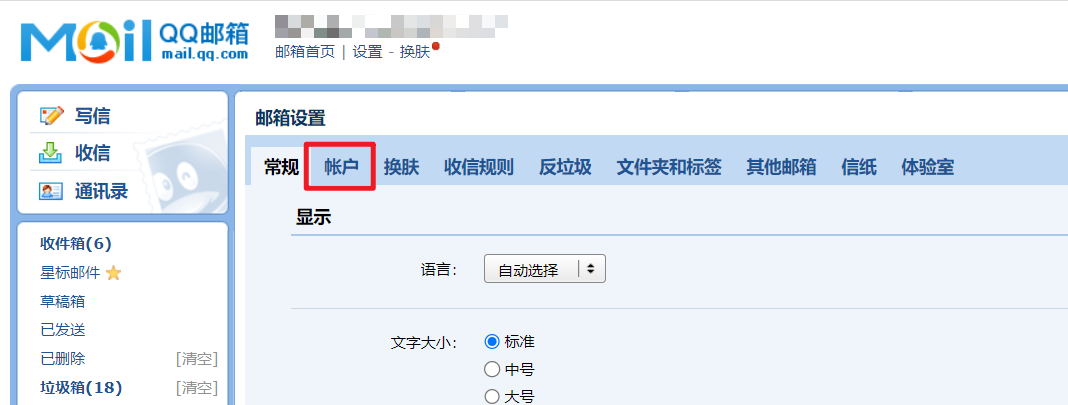 Mail QQ邮箱
mail.qq.com
邮箱首页 | 设置 - 换肤
写信
收信
通讯录
收件箱(6)
星标邮件
草稿箱
已发送
已删除 [清空]
垃圾箱(18) [清空]
邮箱设置
常规 帐户 换肤 收信规则 反垃圾 文件夹和标签 其他邮箱 信纸 体验室
显示
语言： 自动选择
文字大小： 标准
中号
大号